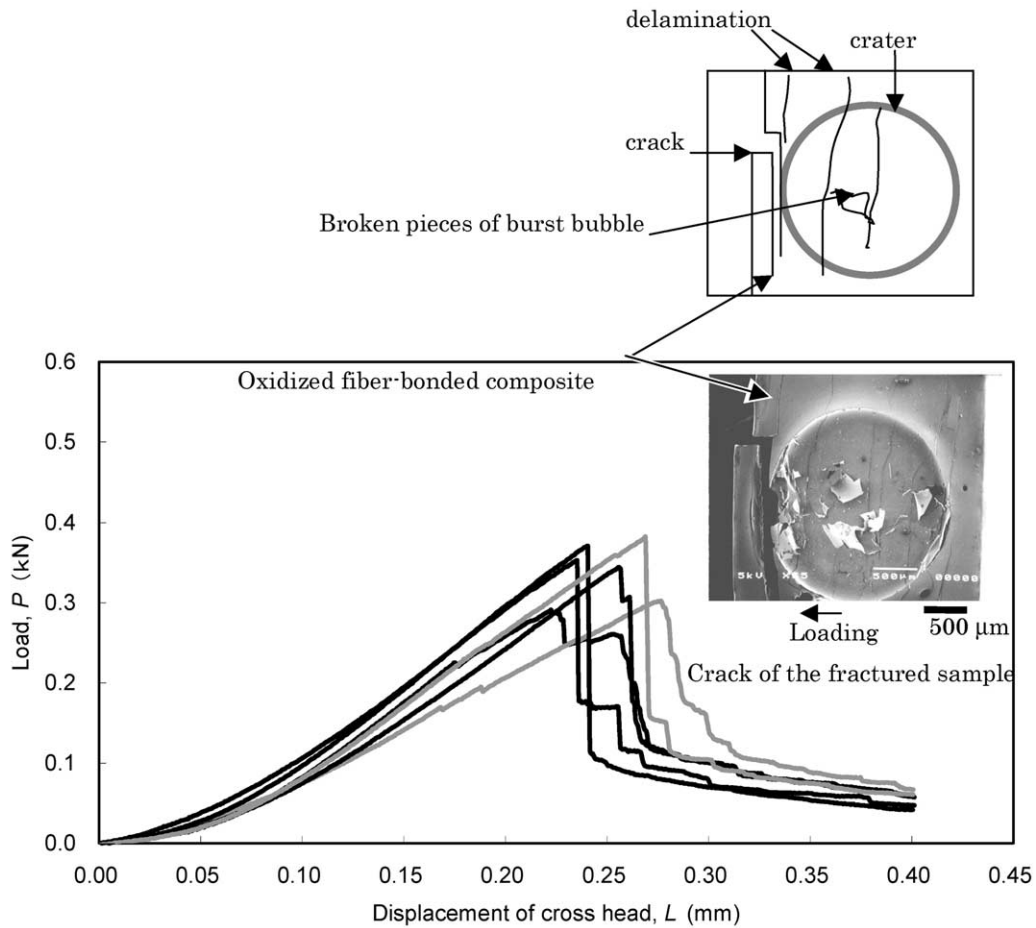 delamination
crater
crack
Broken pieces of burst bubble
0.6
0.5
0.4
0.3
0.2
0.1
0.0
Load, P (kN)
Oxidized fiber-bonded composite
5kV X35 500μm 00000
Loading
500 μm
Crack of the fractured sample
0.00 0.05 0.10 0.15 0.20 0.25 0.30 0.35 0.40 0.45
Displacement of cross head, L (mm)